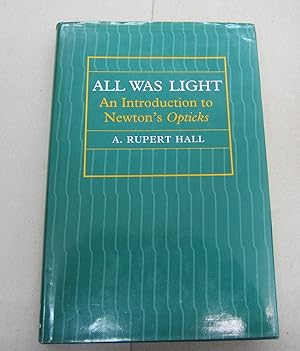 ALL WAS LIGHT
An Introduction to
Newton's Opticks
A. RUPERT HALL